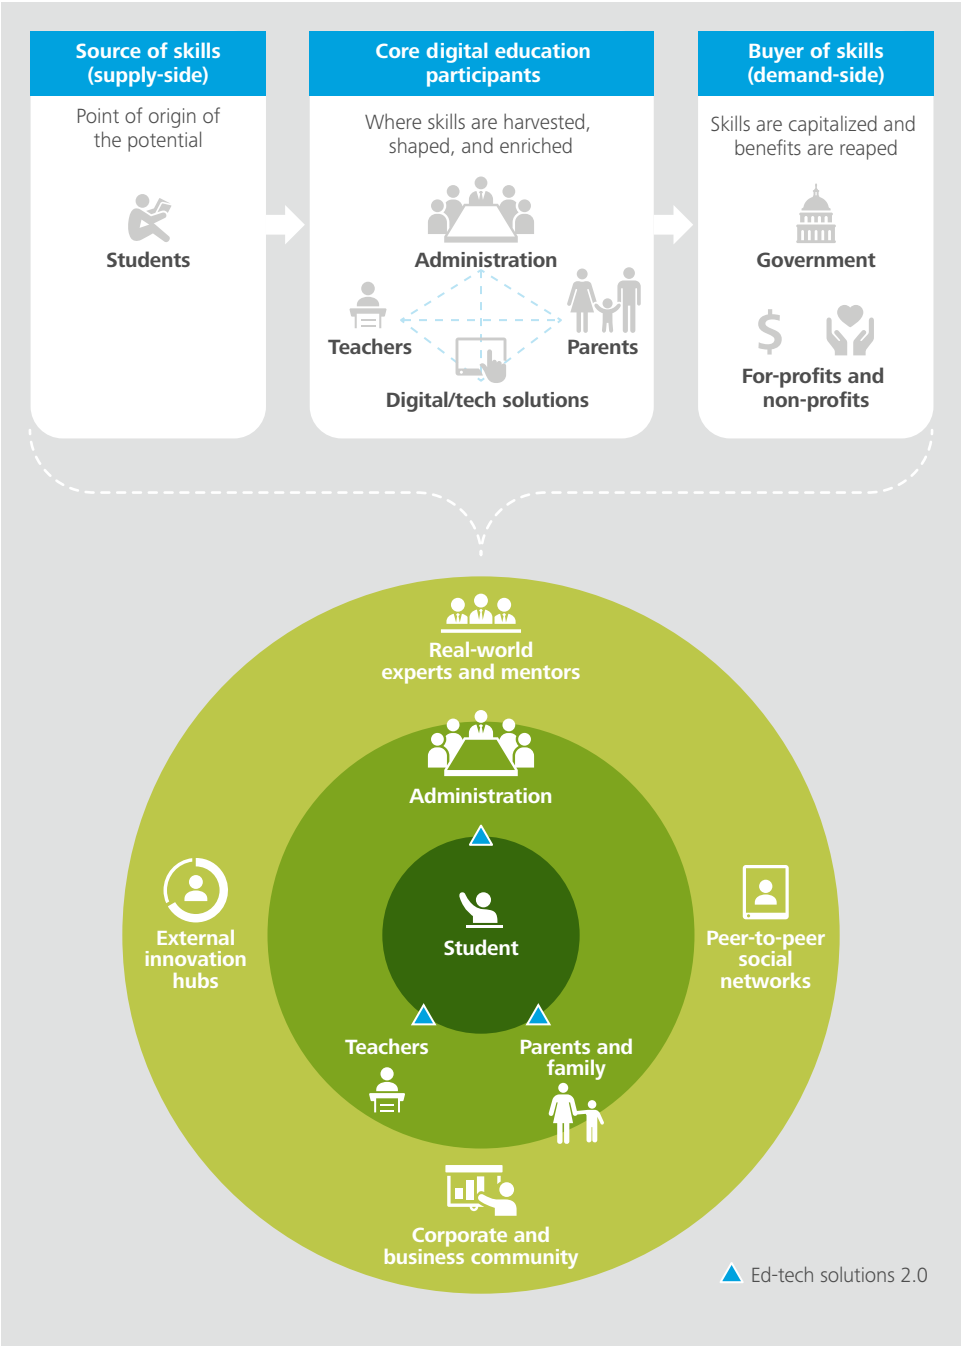 Source of skills
(supply-side)
Point of origin of
the potential
Students
Core digital education
participants
Where skills are harvested,
shaped, and enriched
Administration
Teachers
Parents
Digital/tech solutions
Buyer of skills
(demand-side)
Skills are capitalized and
benefits are reaped
Government
$
For-profits and
non-profits
Real-world
experts and mentors
Administration
External
innovation
hubs
Student
Peer-to-peer
social
networks
Teachers
Parents and
family
Corporate and
business community
Ed-tech solutions 2.0